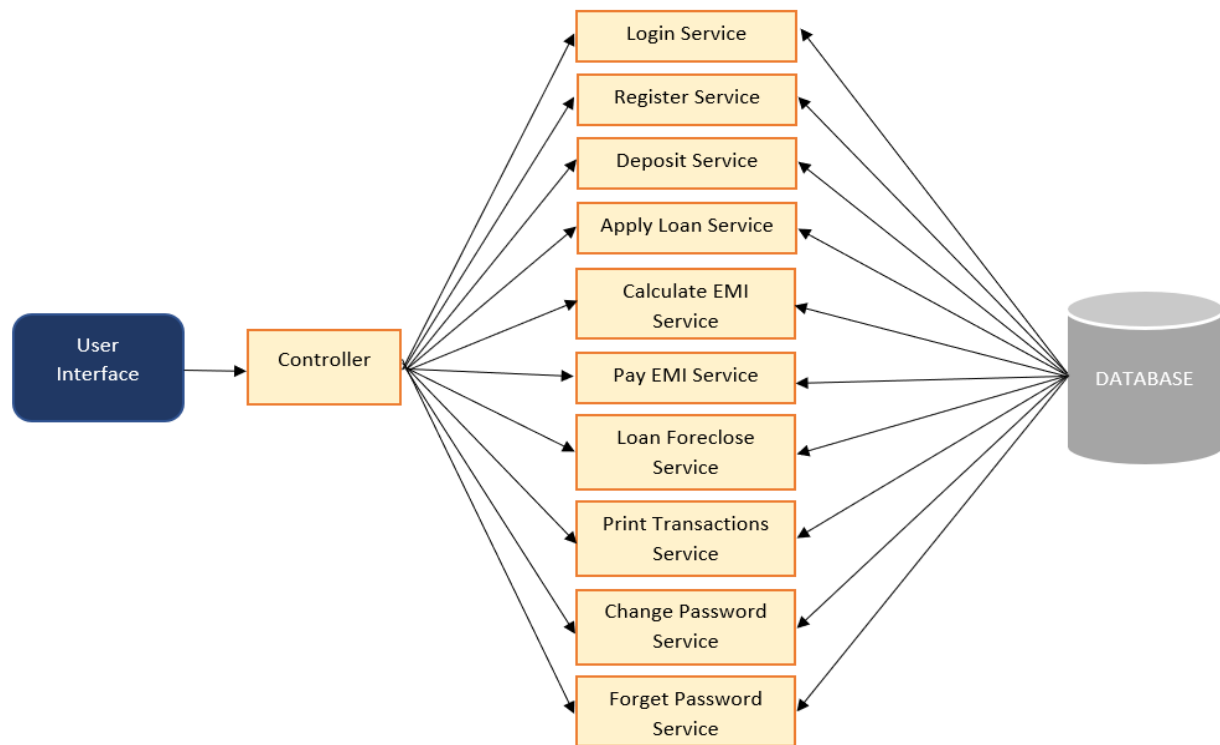 User
Interface
Controller
Login Service
Register Service
Deposit Service
Apply Loan Service
Calculate EMI
Service
Pay EMI Service
Loan Foreclose
Service
Print Transactions
Service
Change Password
Service
Forget Password
Service
DATABASE